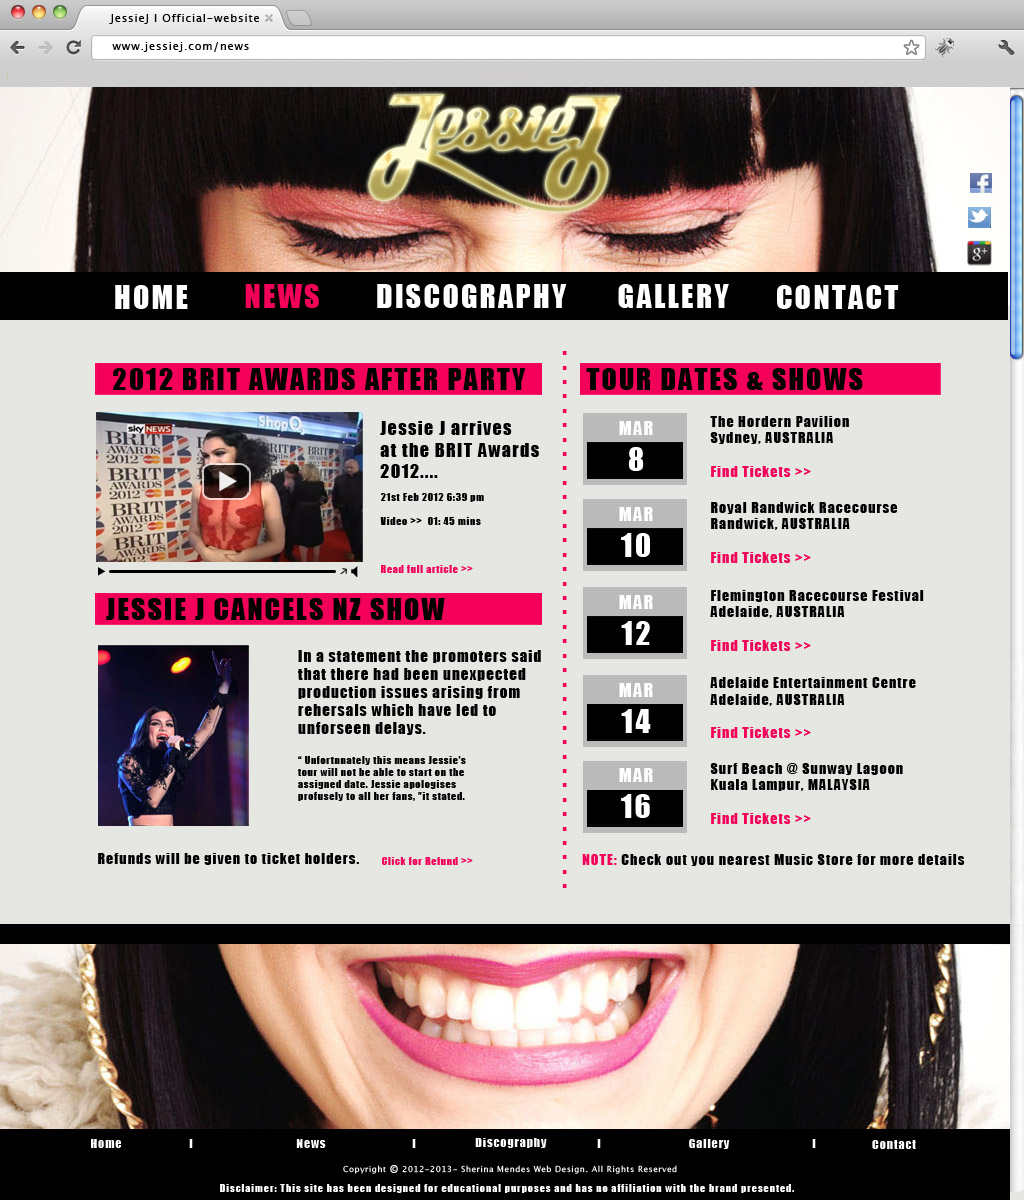 JessieJ I Official-website
www.jessiej.com/news
JessieJ
HOME NEWS DISCOGRAPHY GALLERY CONTACT
2012 BRIT AWARDS AFTER PARTY
sky NEWS
Shop
BRIT
AWARDS
2012
Jessie J arrives
at the BRIT Awards
2012....
21st Feb 2012 6:39 pm
Video >> 01: 45 mins
Read full article >>
JESSIE J CANCELS NZ SHOW
In a statement the promoters said
that there had been unexpected
production issues arising from
rehersals which have led to
unforseen delays.
“ Unfortnnately this means Jessie's
tour will not be able to start on the
assigned date. Jessie apologises
profusely to all her fans, ”it stated.
Refunds will be given to ticket holders. Click for Refund >>
TOUR DATES & SHOWS
MAR
8
The Hordern Pavilion
Sydney, AUSTRALIA
Find Tickets >>
MAR
10
Royal Randwick Racecourse
Randwick, AUSTRALIA
Find Tickets >>
MAR
12
Flemington Racecourse Festival
Adelaide, AUSTRALIA
Find Tickets >>
MAR
14
Adelaide Entertainment Centre
Adelaide, AUSTRALIA
Find Tickets >>
MAR
16
Surf Beach @ Sunway Lagoon
Kuala Lampur, MALAYSIA
Find Tickets >>
NOTE: Check out you nearest Music Store for more details
Home I News I Discography I Gallery I Contact
Copyright © 2012-2013- Sherina Mendes Web Design. All Rights Reserved
Disclaimer: This site has been designed for educational purposes and has no affiliation with the brand presented.